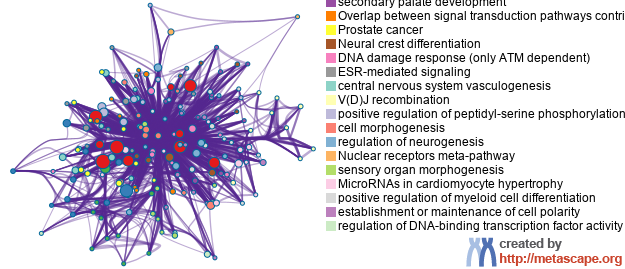 secondary palate development
Overlap between signal transduction pathways contri
Prostate cancer
Neural crest differentiation
DNA damage response (only ATM dependent)
ESR-mediated signaling
central nervous system vasculogenesis
V(D)J recombination
positive regulation of peptidyl-serine phosphorylation
cell morphogenesis
regulation of neurogenesis
Nuclear receptors meta-pathway
sensory organ morphogenesis
MicroRNAs in cardiomyocyte hypertrophy
positive regulation of myeloid cell differentiation
establishment or maintenance of cell polarity
regulation of DNA-binding transcription factor activity
created by
http://metascape.org